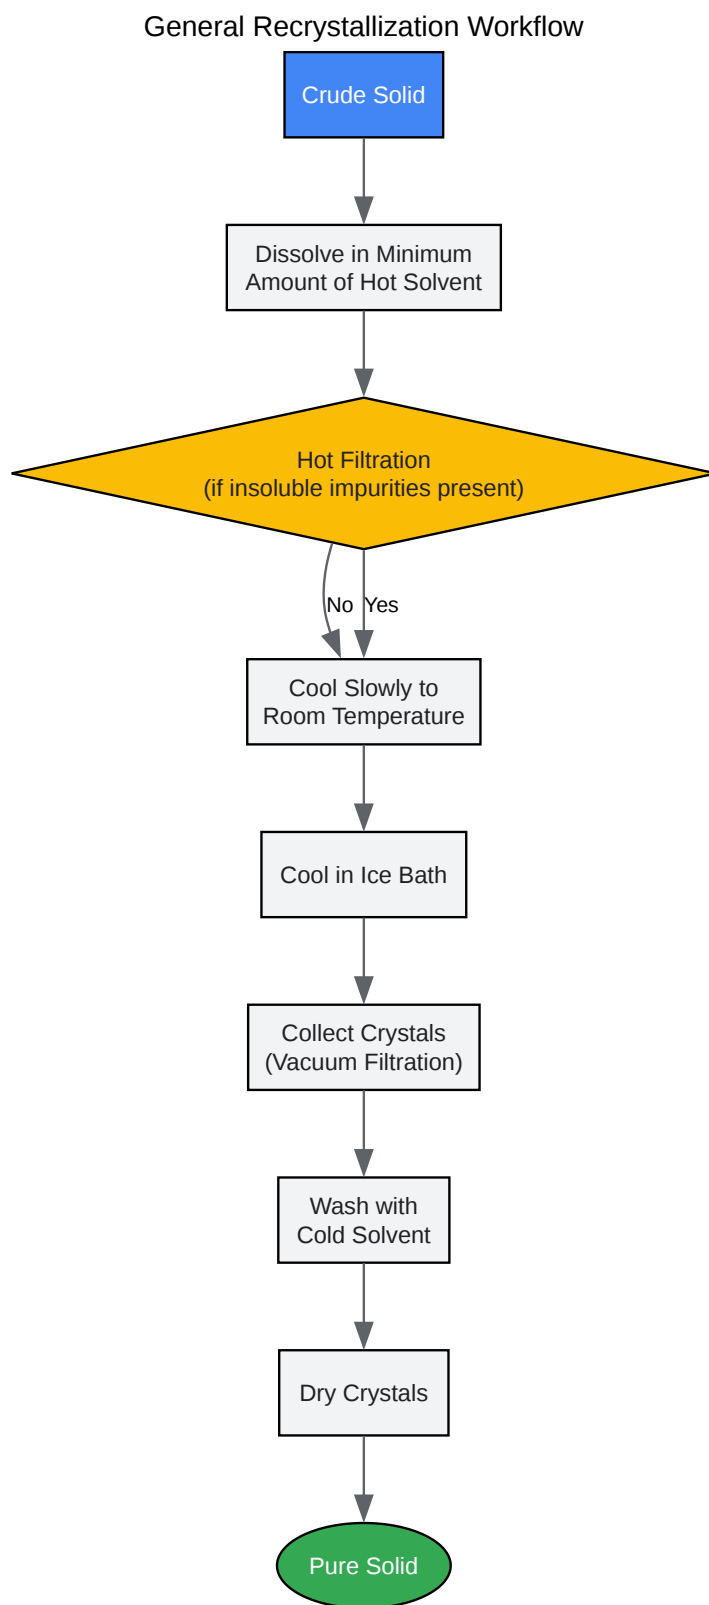 General Recrystallization Workflow
Crude Solid
Dissolve in Minimum
Amount of Hot Solvent
Hot Filtration
(if insoluble impurities present)
No Yes
Cool Slowly to
Room Temperature
Cool in Ice Bath
Collect Crystals
(Vacuum Filtration)
Wash with
Cold Solvent
Dry Crystals
Pure Solid